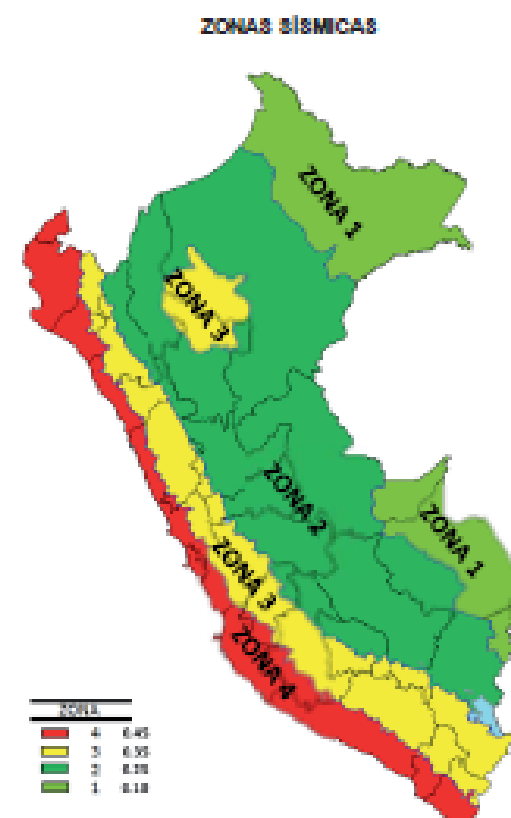 ZONAS SÍSMICAS
ZONA 1
ZONA 3
ZONA 2
ZONA 1
ZONA 3
ZONA 4
ZONA
4 0.45
3 0.35
2 0.25
1 0.10